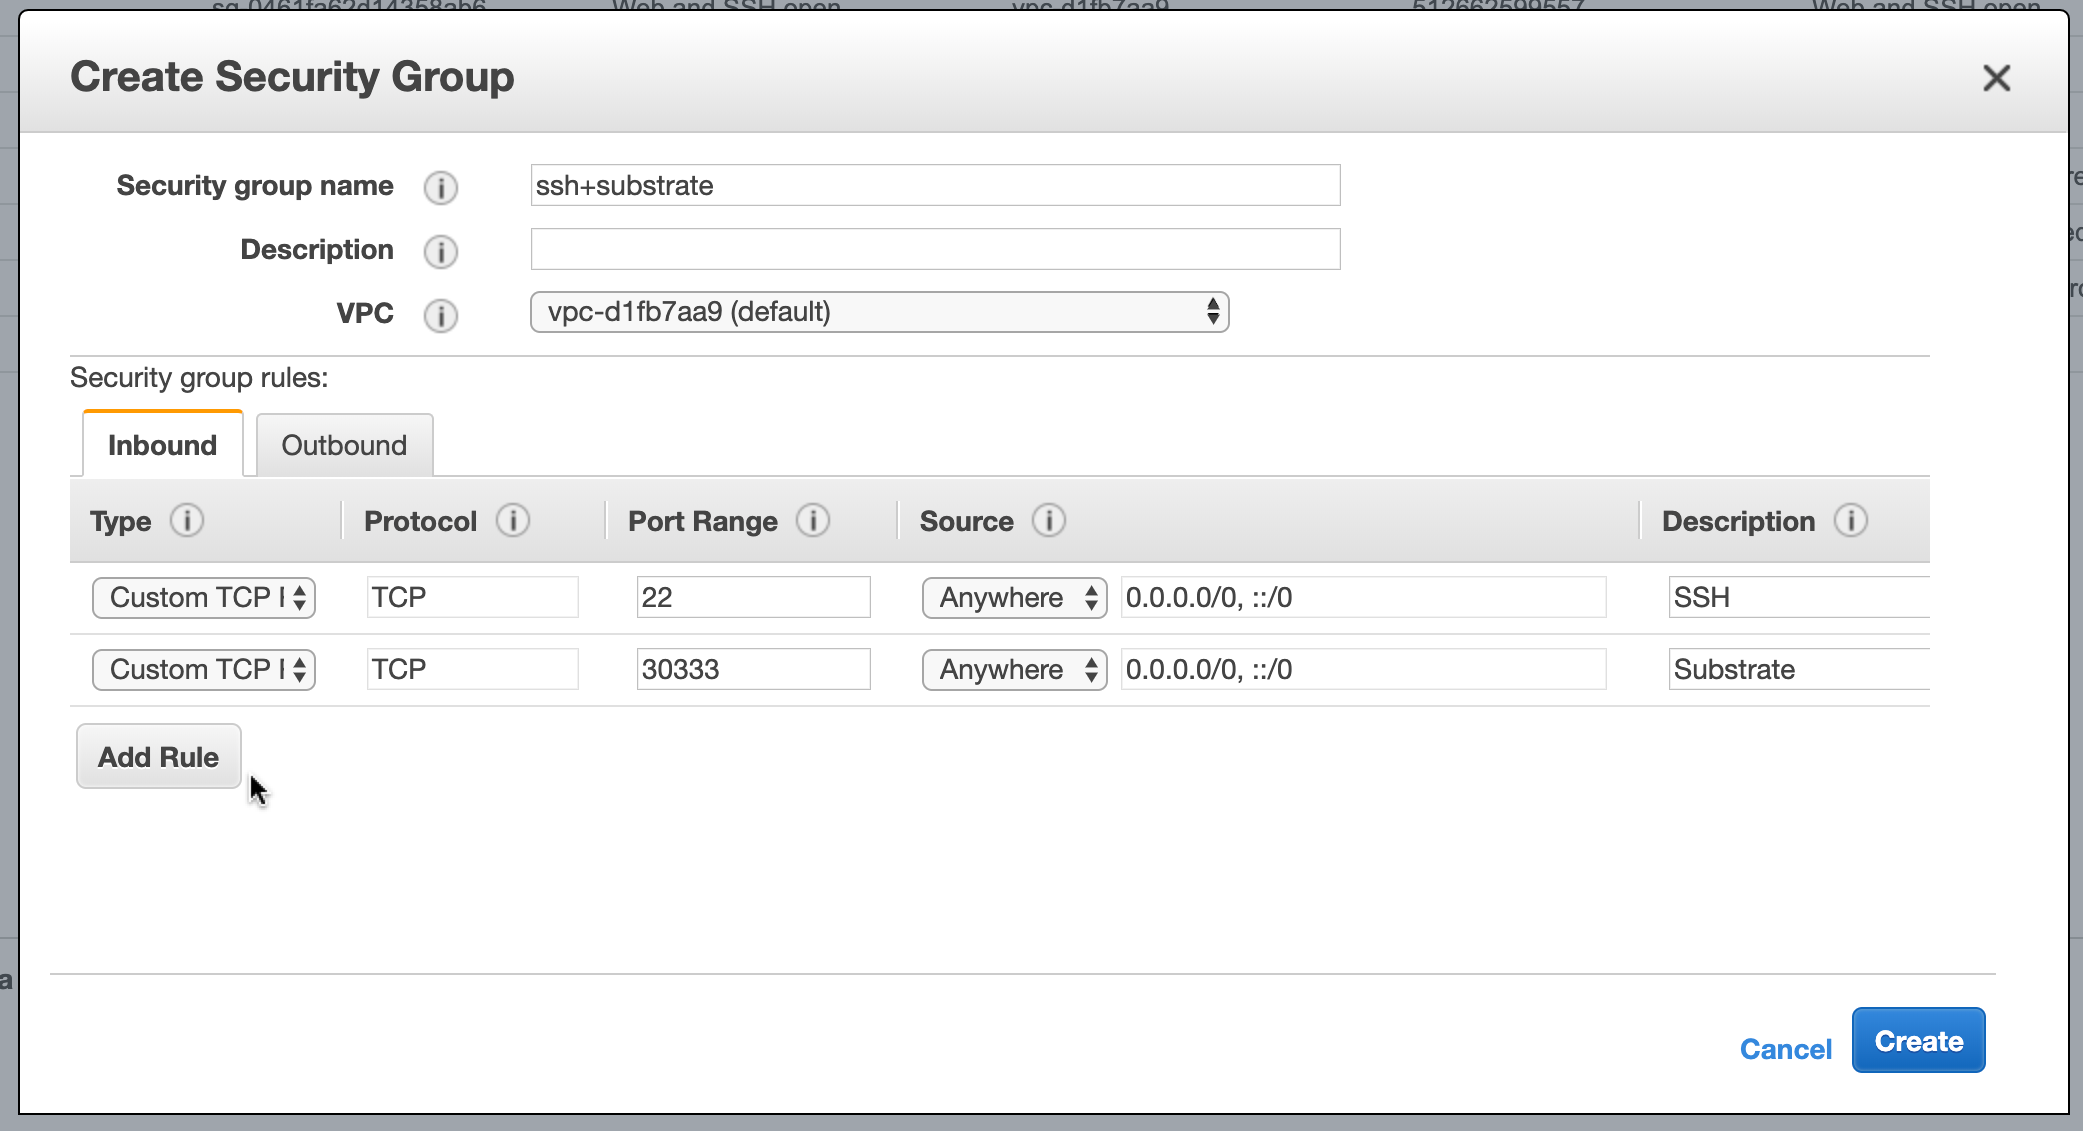 Create Security Group
Security group name ssh+substrate
Description
VPC vpc-d1fb7aa9 (default)
Security group rules:
Inbound Outbound
Type Protocol Port Range Source Description
Custom TCP TCP 22 Anywhere 0.0.0.0/0, ::/0 SSH
Custom TCP TCP 30333 Anywhere 0.0.0.0/0, ::/0 Substrate
Add Rule
Cancel Create